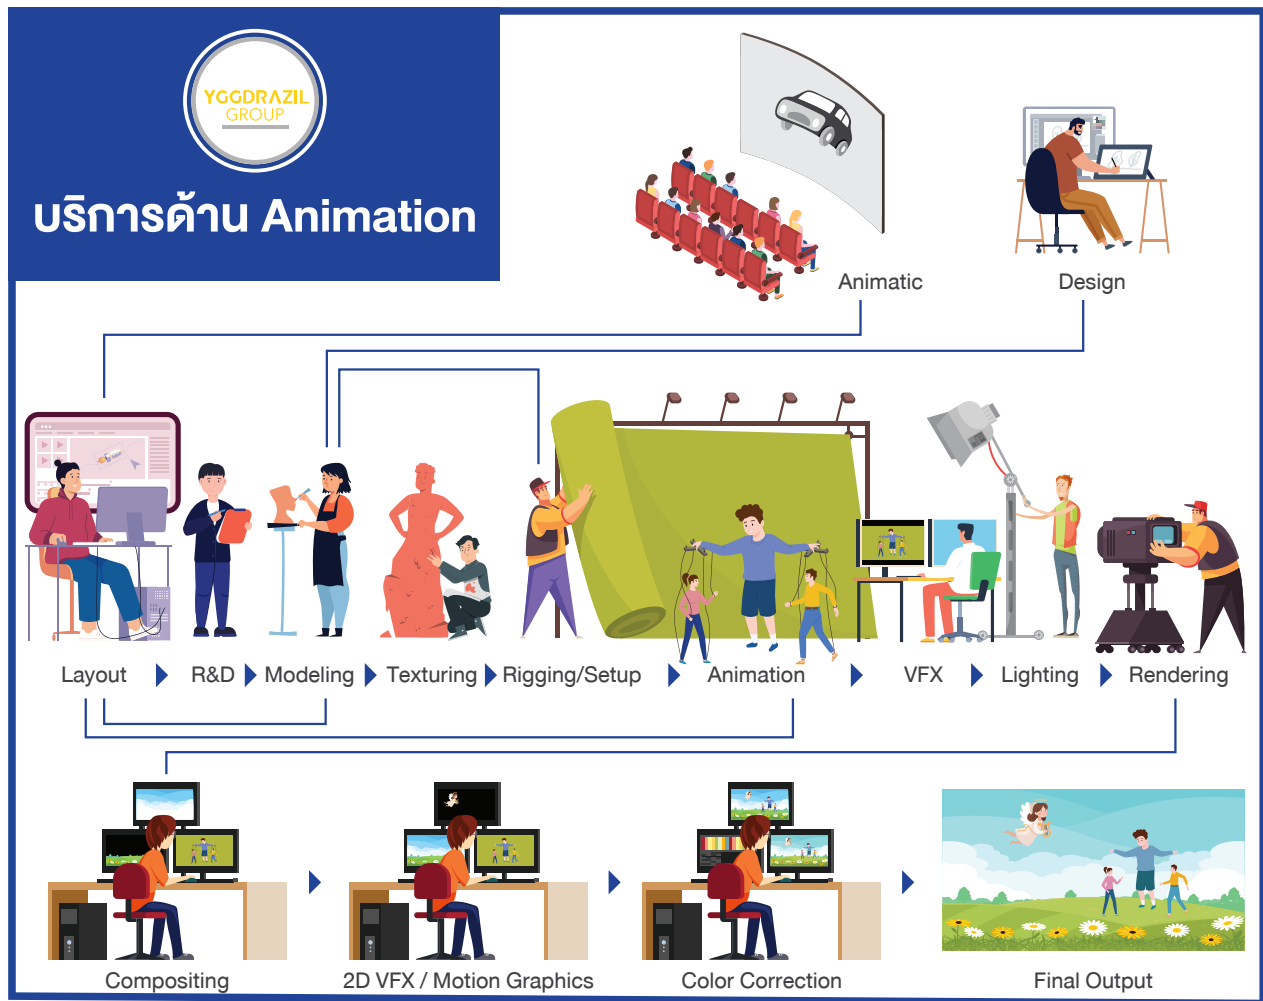 YGGDRAZIL
GROUP
บริการด้าน Animation
Animatic
Design
Layout
R&D
Modeling
Texturing
Rigging/Setup
Animation
VFX
Lighting
Rendering
Compositing
2D VFX / Motion Graphics
Color Correction
Final Output